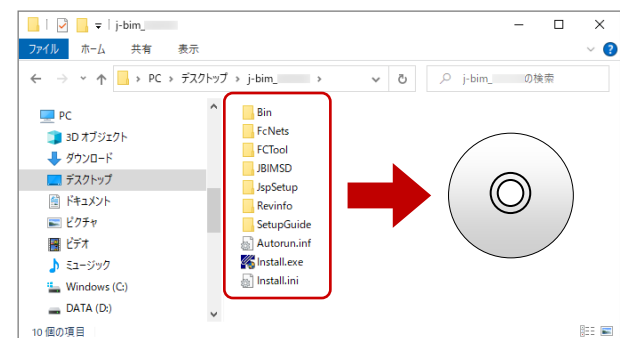 j-bim_
ファイル ホーム 共有 表示
PC › デスクトップ › j-bim_ ›
j-bim_ の検索
PC
3D オブジェクト
ダウンロード
デスクトップ
ドキュメント
ピクチャ
ビデオ
ミュージック
Windows (C:)
DATA (D:)
Bin
FcNets
FCTool
JBIMSD
JspSetup
Revinfo
SetupGuide
Autorun.inf
Install.exe
Install.ini
10 個の項目